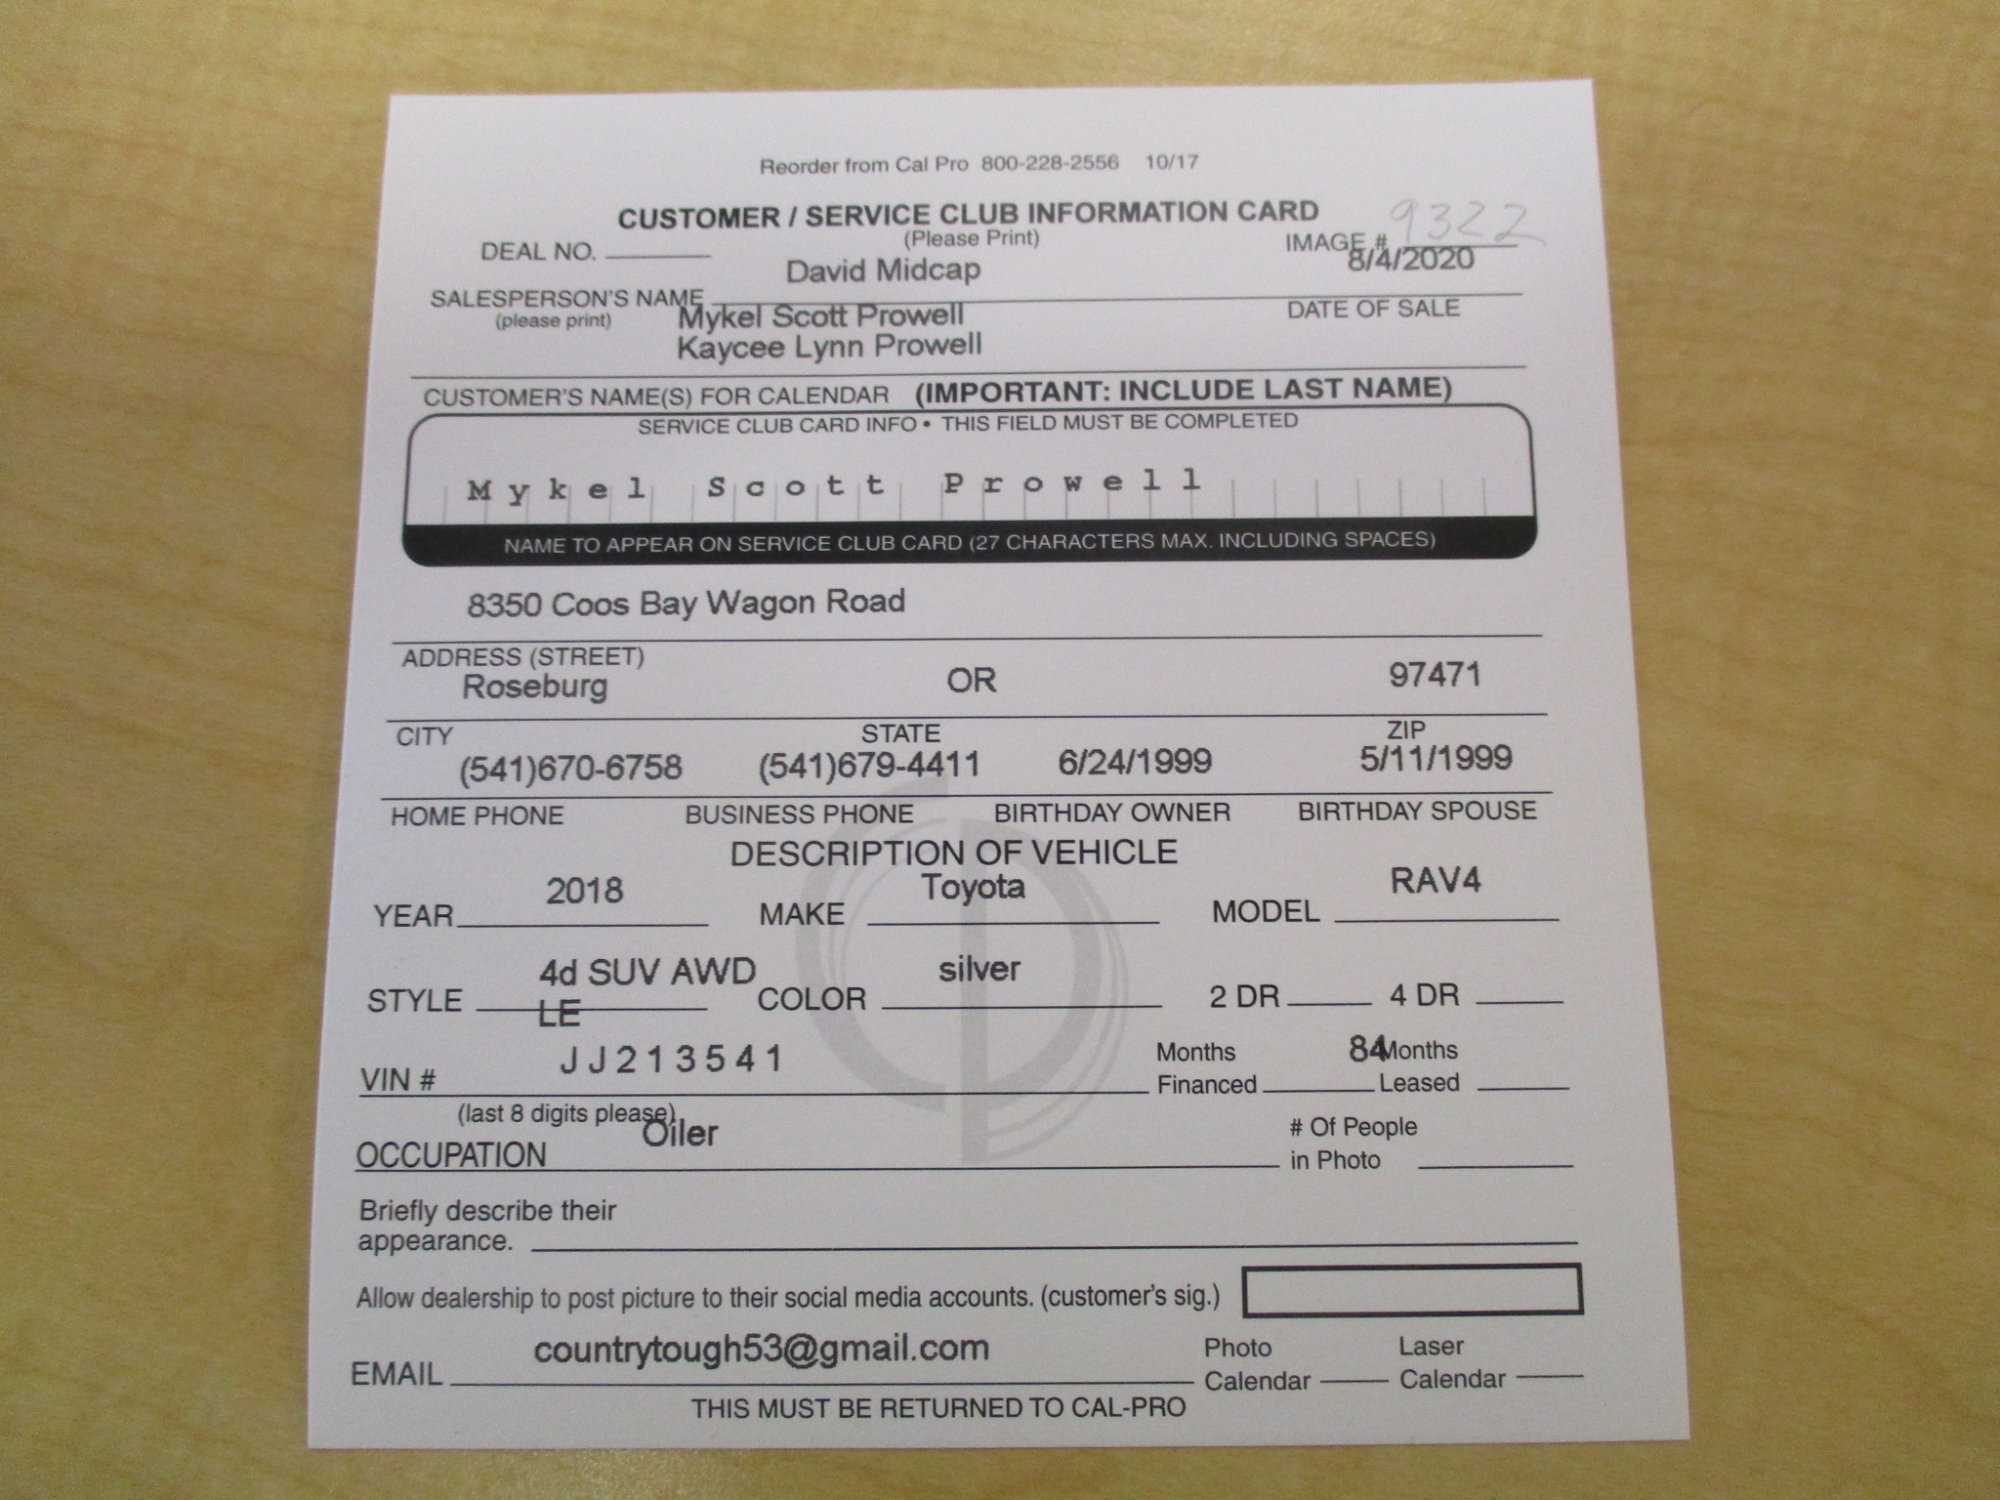 Reorder from Cal Pro 800-228-2556 10/17
CUSTOMER / SERVICE CLUB INFORMATION CARD
(Please Print)
DEAL NO.
IMAGE # 9322
David Midcap
8/4/2020
SALESPERSON'S NAME
(please print)
DATE OF SALE
Mykel Scott Prowell
Kaycee Lynn Prowell
CUSTOMER'S NAME(S) FOR CALENDAR (IMPORTANT: INCLUDE LAST NAME)
SERVICE CLUB CARD INFO • THIS FIELD MUST BE COMPLETED
Mykel Scott Prowell
NAME TO APPEAR ON SERVICE CLUB CARD (27 CHARACTERS MAX. INCLUDING SPACES)
8350 Coos Bay Wagon Road
ADDRESS (STREET)
Roseburg OR 97471
CITY STATE ZIP
(541)670-6758 (541)679-4411 6/24/1999 5/11/1999
HOME PHONE BUSINESS PHONE BIRTHDAY OWNER BIRTHDAY SPOUSE
DESCRIPTION OF VEHICLE
YEAR 2018 MAKE Toyota MODEL RAV4
STYLE 4d SUV AWD LE COLOR silver 2 DR 4 DR
VIN # JJ213541 Months Financed 84 Months Leased
(last 8 digits please)
OCCUPATION Oiler # Of People in Photo
Briefly describe their
appearance.
Allow dealership to post picture to their social media accounts. (customer's sig.)
EMAIL countrytough53@gmail.com Photo Calendar Laser Calendar
THIS MUST BE RETURNED TO CAL-PRO